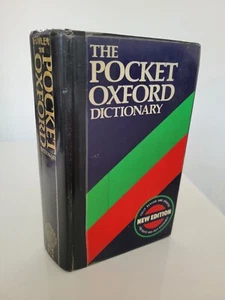 THE
POCKET
OXFORD
DICTIONARY
NEW EDITION
THE
POCKET
OXFORD